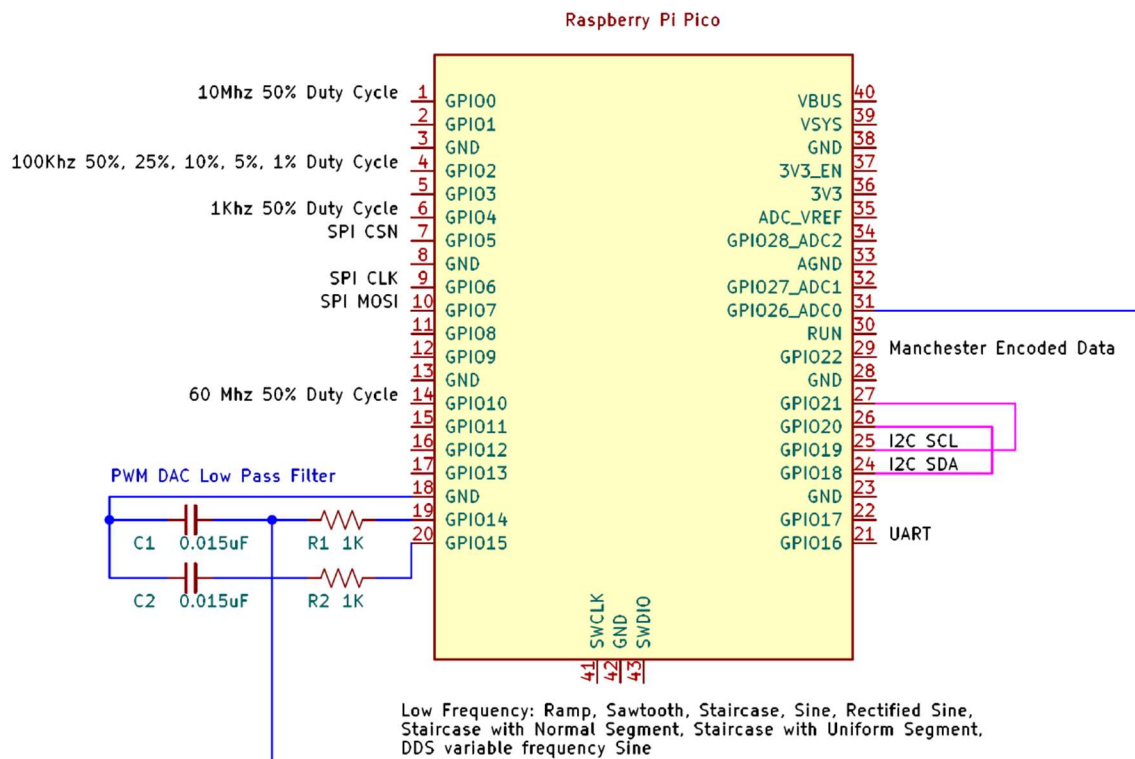 Raspberry Pi Pico
10Mhz 50% Duty Cycle 1 GPIO0 VBUS 40
2 GPIO1 VSYS 39
3 GND GND 38
100Khz 50%, 25%, 10%, 5%, 1% Duty Cycle 4 GPIO2 3V3_EN 37
5 GPIO3 3V3 36
1Khz 50% Duty Cycle 6 GPIO4 ADC_VREF 35
SPI CSN 7 GPIO5 GPIO28_ADC2 34
8 GND AGND 33
SPI CLK 9 GPIO6 GPIO27_ADC1 32
SPI MOSI 10 GPIO7 GPIO26_ADC0 31
11 GPIO8 RUN 30
12 GPIO9 GPIO22 29 Manchester Encoded Data
13 GND GND 28
60 Mhz 50% Duty Cycle 14 GPIO10 GPIO21 27
15 GPIO11 GPIO20 26
16 GPIO12 GPIO19 25 I2C SCL
17 GPIO13 GPIO18 24 I2C SDA
PWM DAC Low Pass Filter
18 GND GND 23
19 GPIO14 GPIO17 22
C1 0.015uF R1 1K 20 GPIO15 GPIO16 21 UART
C2 0.015uF R2 1K
SWCLK GND SWDIO
41 42 43
Low Frequency: Ramp, Sawtooth, Staircase, Sine, Rectified Sine,
Staircase with Normal Segment, Staircase with Uniform Segment,
DDS variable frequency Sine